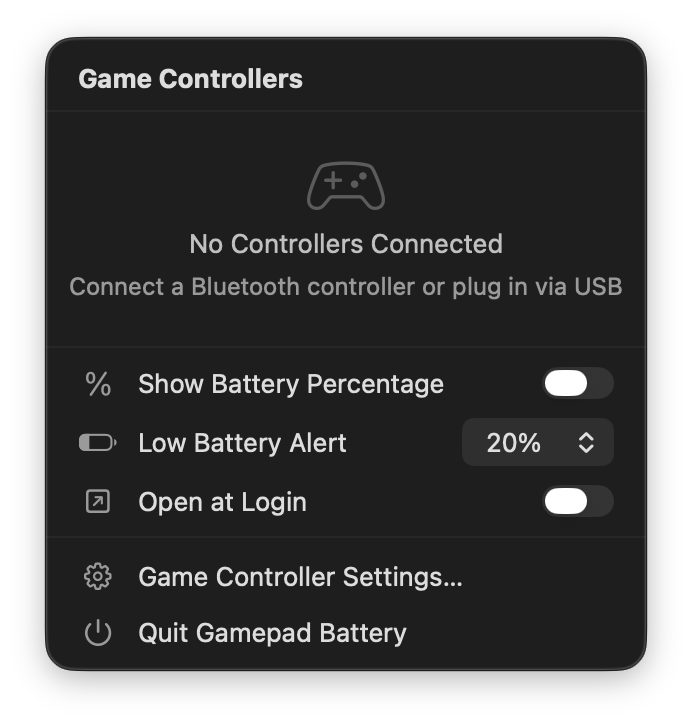 Game Controllers
No Controllers Connected
Connect a Bluetooth controller or plug in via USB
Show Battery Percentage
Low Battery Alert 20%
Open at Login
Game Controller Settings...
Quit Gamepad Battery